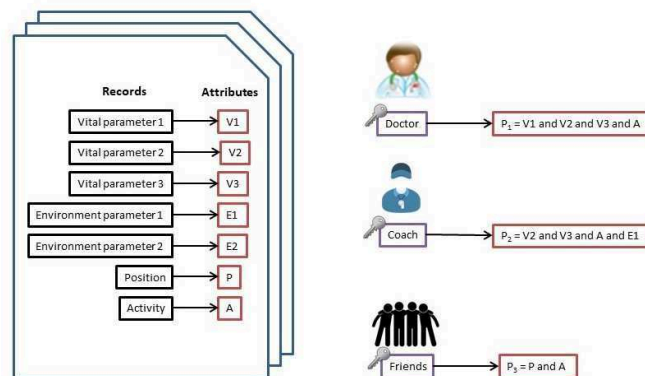 Records Attributes
Vital parameter 1 V1
Vital parameter 2 V2
Vital parameter 3 V3
Environment parameter 1 E1
Environment parameter 2 E2
Position P
Activity A
Doctor P₁ = V1 and V2 and V3 and A
Coach P₂ = V2 and V3 and A and E1
Friends P₃ = P and A